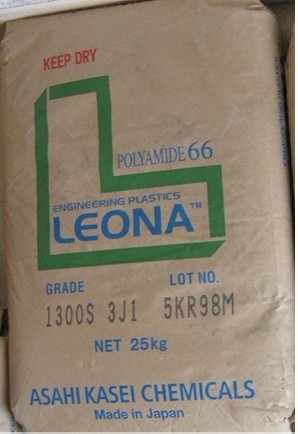 KEEP DRY
POLYAMIDE 66
ENGINEERING PLASTICS
LEONA™
GRADE LOT NO.
1300S 3J1 5KR98M
NET 25kg
ASAHI KASEI CHEMICALS
Made in Japan